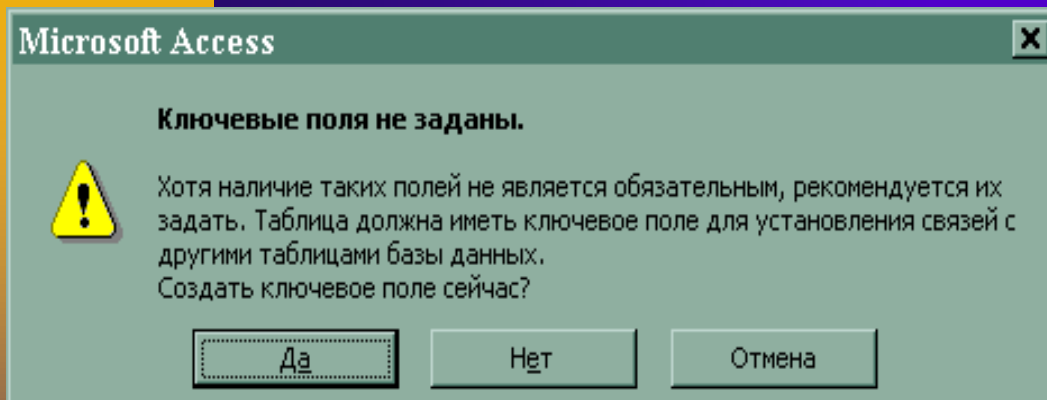 Microsoft Access
Ключевые поля не заданы.
Хотя наличие таких полей не является обязательным, рекомендуется их
задать. Таблица должна иметь ключевое поле для установления связей с
другими таблицами базы данных.
Создать ключевое поле сейчас?
Да Нет Отмена